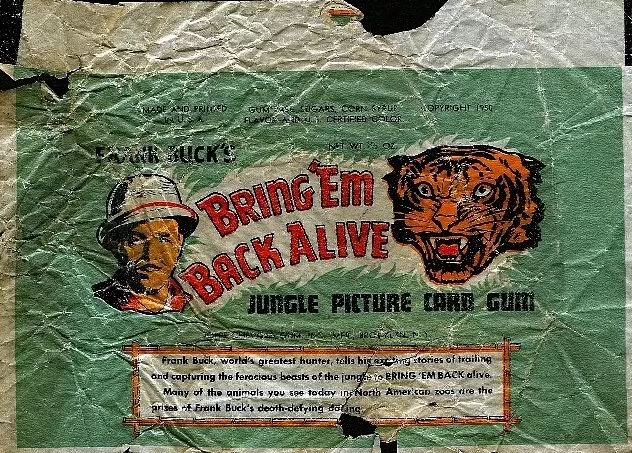 MADE AND PRINTED GUM BASE, SUGARS, CORN SYRUP COPYRIGHT 1950
IN U.S.A. FLAVOR AND U.S. CERTIFIED COLOR
NET WT. OZ.
FRANK BUCK'S
BRING 'EM
BACK ALIVE
JUNGLE PICTURE CARD GUM
Frank Buck, world's greatest hunter, tells his exciting stories of trailing
and capturing the ferocious beasts of the jungle to BRING 'EM BACK alive.
Many of the animals you see today in North American zoos are the
prizes of Frank Buck's death-defying daring.